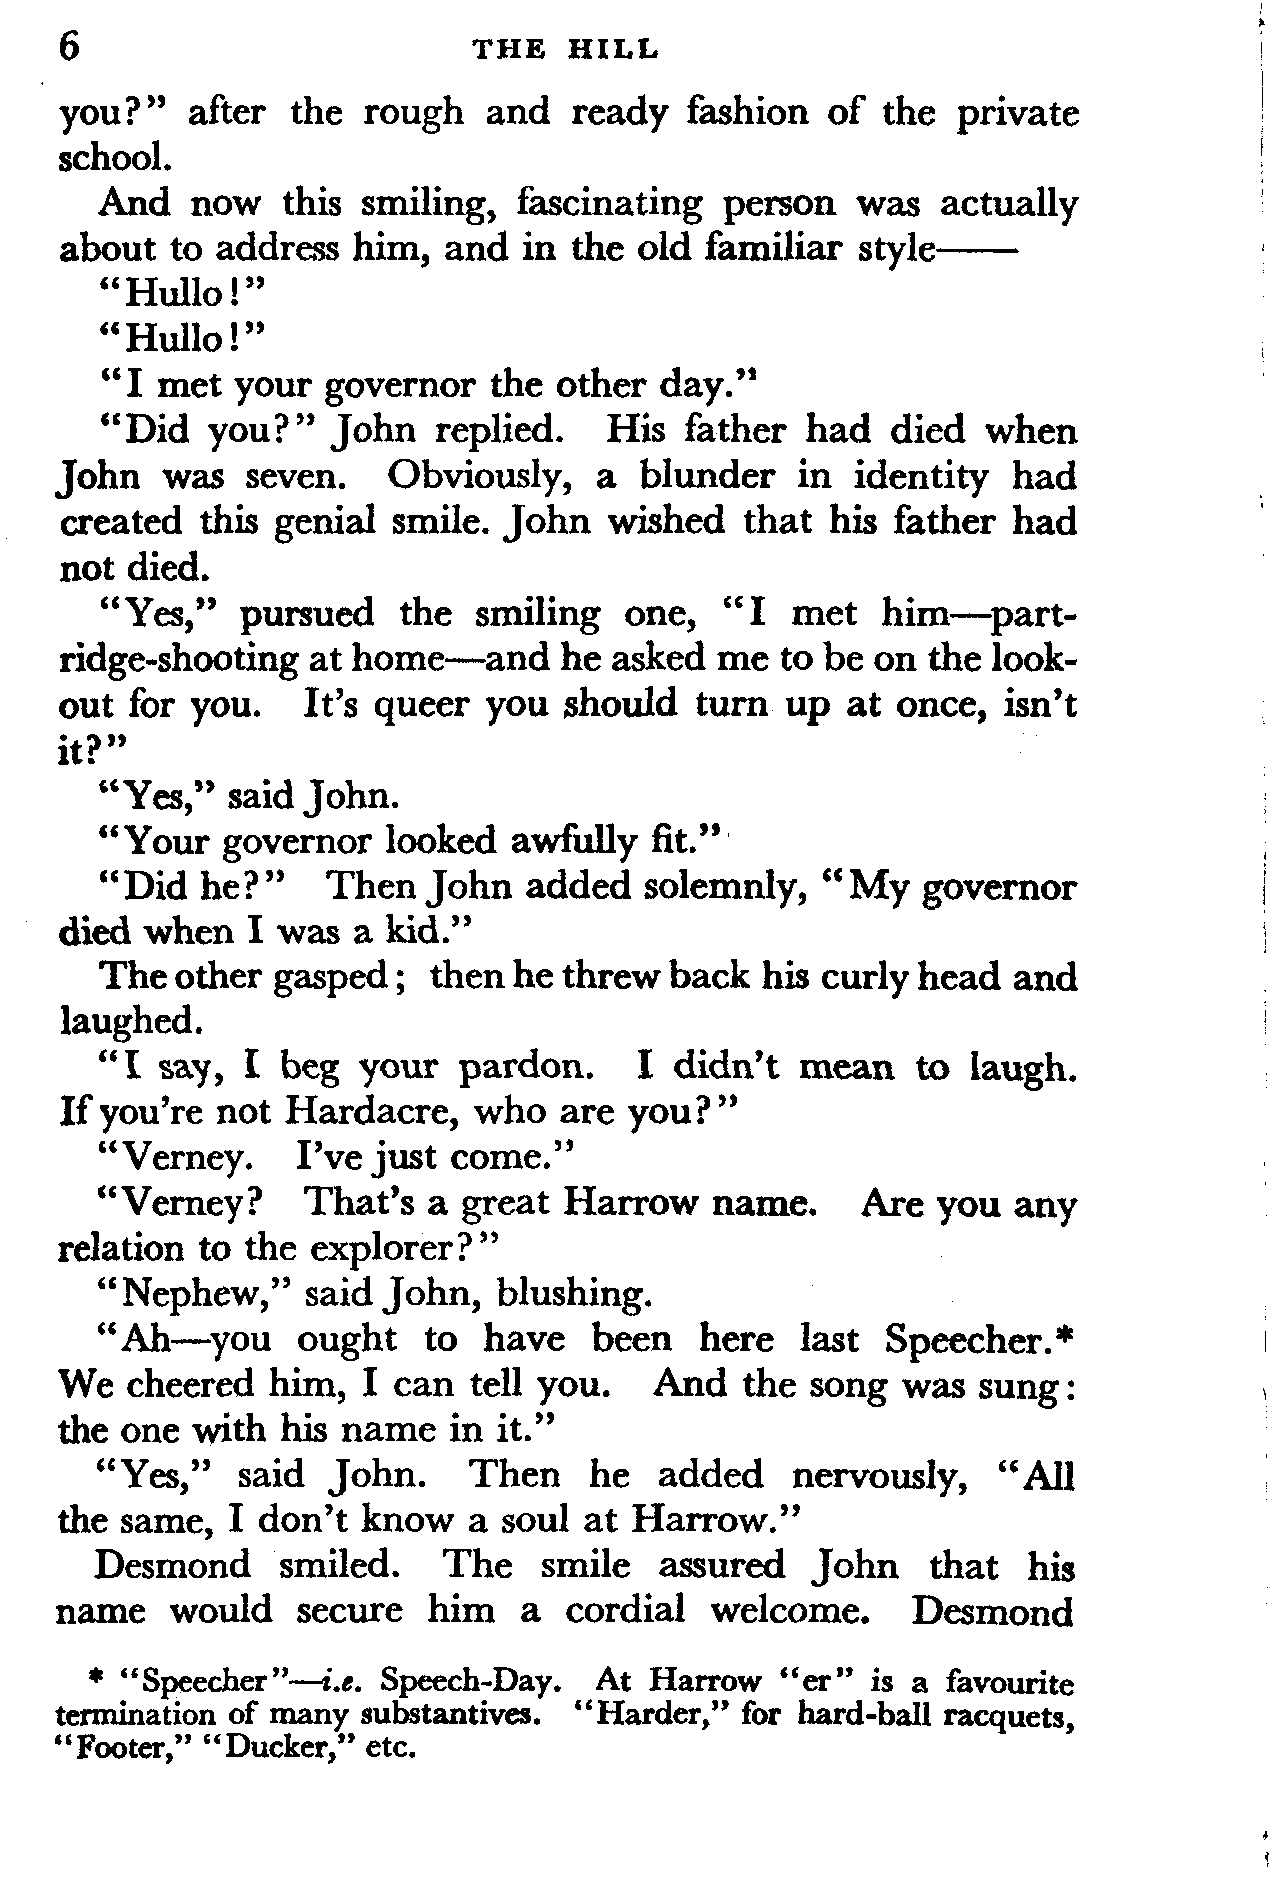 6 THE HILL
you?" after the rough and ready fashion of the private
school.
And now this smiling, fascinating person was actually
about to address him, and in the old familiar style——
"Hullo!"
"Hullo!"
"I met your governor the other day."
"Did you?" John replied. His father had died when
John was seven. Obviously, a blunder in identity had
created this genial smile. John wished that his father had
not died.
"Yes," pursued the smiling one, "I met him—part-
ridge-shooting at home—and he asked me to be on the look-
out for you. It's queer you should turn up at once, isn't
it?"
"Yes," said John.
"Your governor looked awfully fit."
"Did he?" Then John added solemnly, "My governor
died when I was a kid."
The other gasped; then he threw back his curly head and
laughed.
"I say, I beg your pardon. I didn't mean to laugh.
If you're not Hardacre, who are you?"
"Verney. I've just come."
"Verney? That's a great Harrow name. Are you any
relation to the explorer?"
"Nephew," said John, blushing.
"Ah—you ought to have been here last Speecher.*
We cheered him, I can tell you. And the song was sung:
the one with his name in it."
"Yes," said John. Then he added nervously, "All
the same, I don't know a soul at Harrow."
Desmond smiled. The smile assured John that his
name would secure him a cordial welcome. Desmond
* "Speecher"—i.e. Speech-Day. At Harrow "er" is a favourite
termination of many substantives. "Harder," for hard-ball racquets,
"Footer," "Ducker," etc.